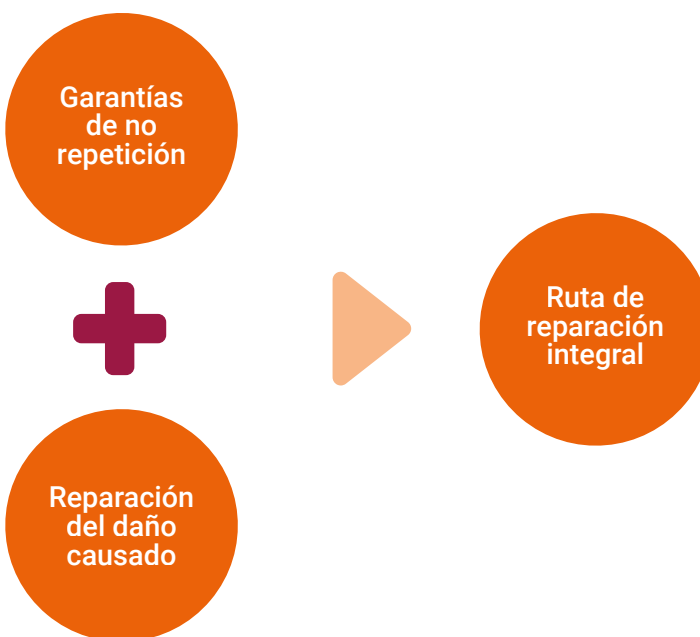 Garantías
de no
repetición
Ruta de
reparación
integral
Reparación
del daño
causado